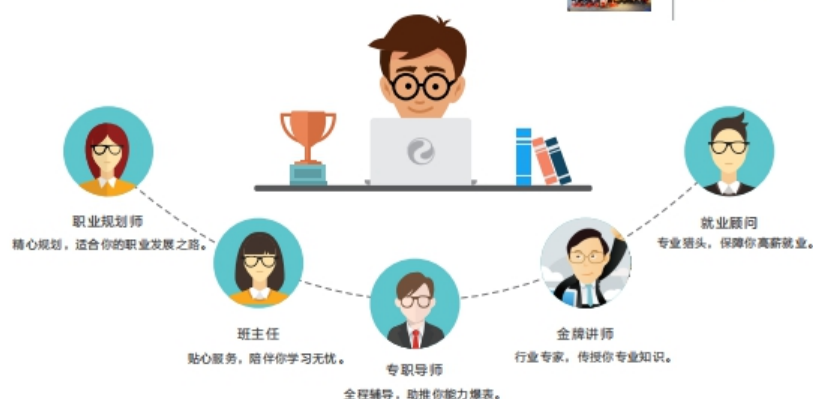 职业规划师
精心规划，适合你的职业发展之路。
班主任
贴心服务，陪伴你学习无忧。
专职导师
全程辅导，助推你能力爆表。
金牌讲师
行业专家，传授你专业知识。
就业顾问
专业猎头，保障你高薪就业。